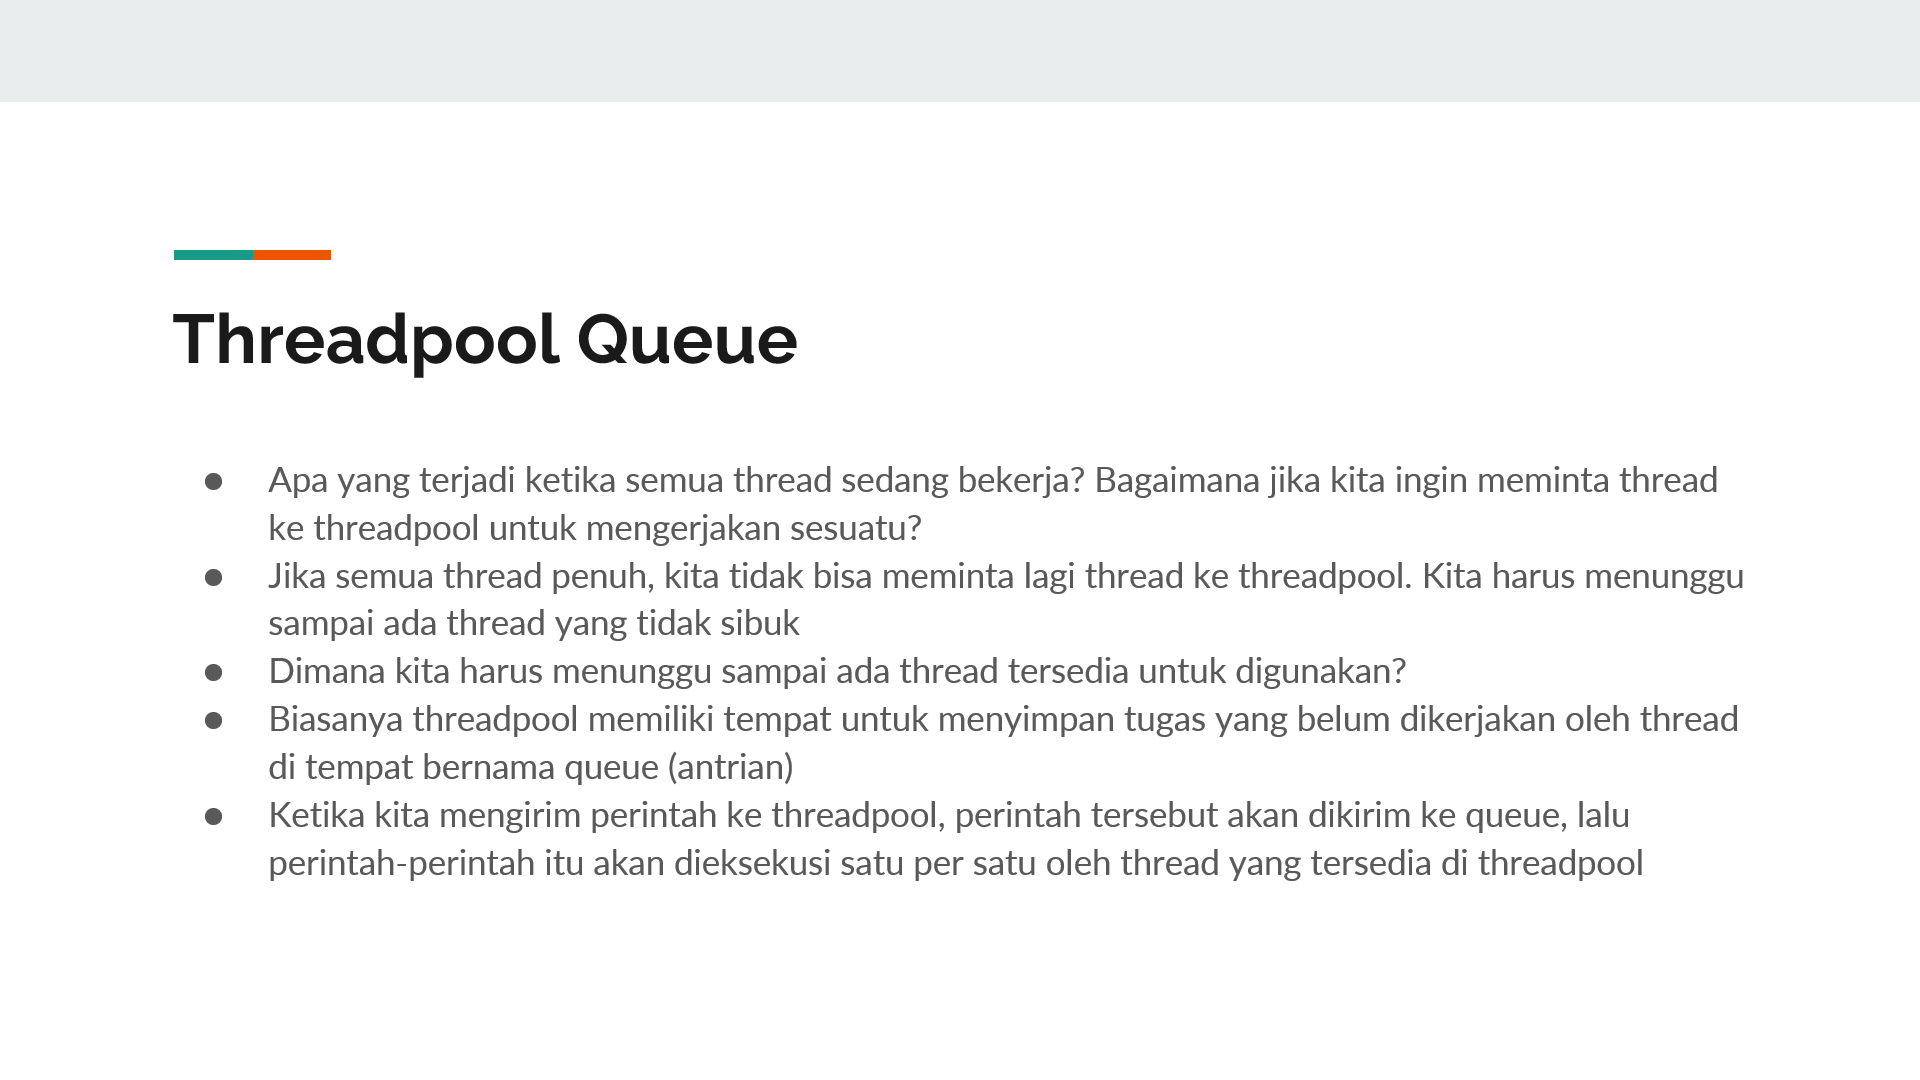 Threadpool Queue
● Apa yang terjadi ketika semua thread sedang bekerja? Bagaimana jika kita ingin meminta thread
ke threadpool untuk mengerjakan sesuatu?
● Jika semua thread penuh, kita tidak bisa meminta lagi thread ke threadpool. Kita harus menunggu
sampai ada thread yang tidak sibuk
● Dimana kita harus menunggu sampai ada thread tersedia untuk digunakan?
● Biasanya threadpool memiliki tempat untuk menyimpan tugas yang belum dikerjakan oleh thread
di tempat bernama queue (antrian)
● Ketika kita mengirim perintah ke threadpool, perintah tersebut akan dikirim ke queue, lalu
perintah-perintah itu akan dieksekusi satu per satu oleh thread yang tersedia di threadpool